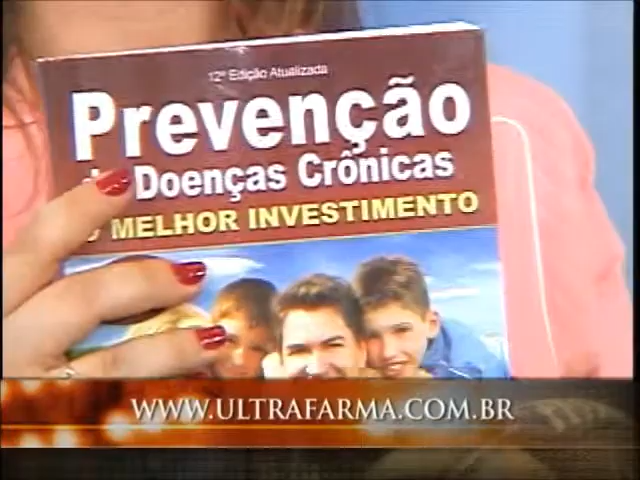 12ª Edição Atualizada
Prevenção
Doenças Crônicas
MELHOR INVESTIMENTO
WWW.ULTRAFARMA.COM.BR